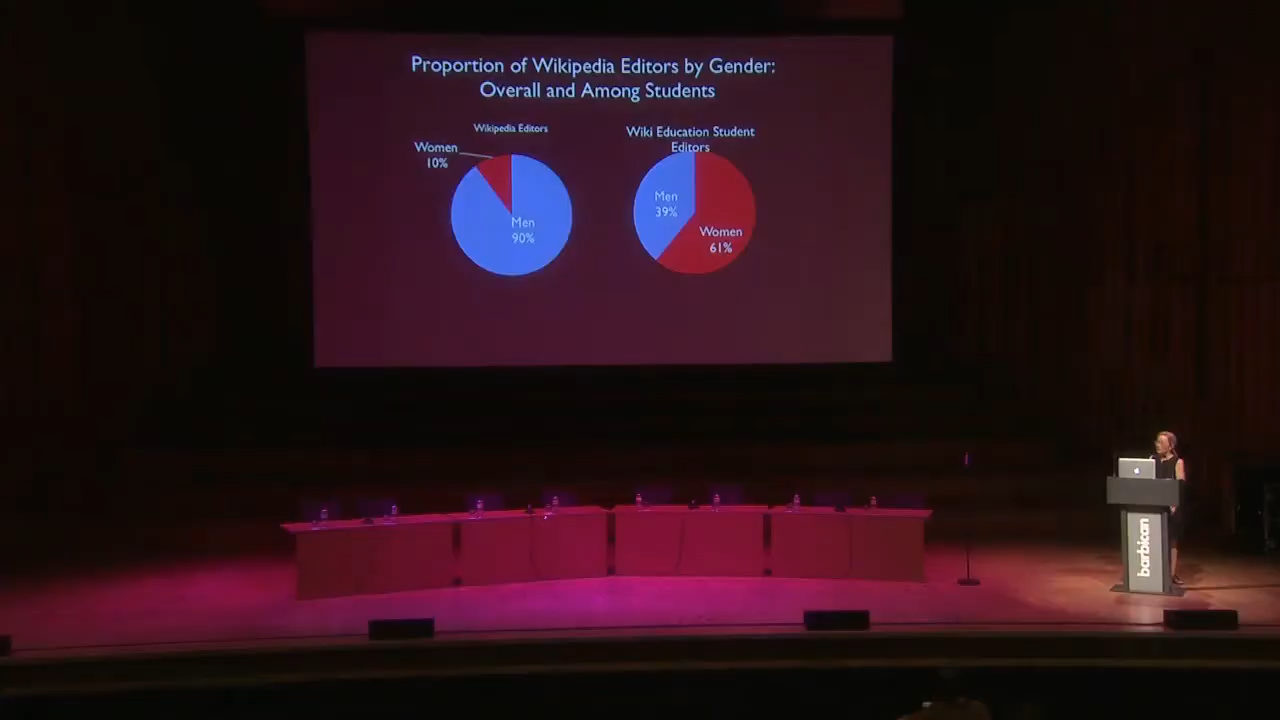 Proportion of Wikipedia Editors by Gender:
Overall and Among Students
Wikipedia Editors
Women
10%
Men
90%
Wiki Education Student
Editors
Men
39%
Women
61%
barbican